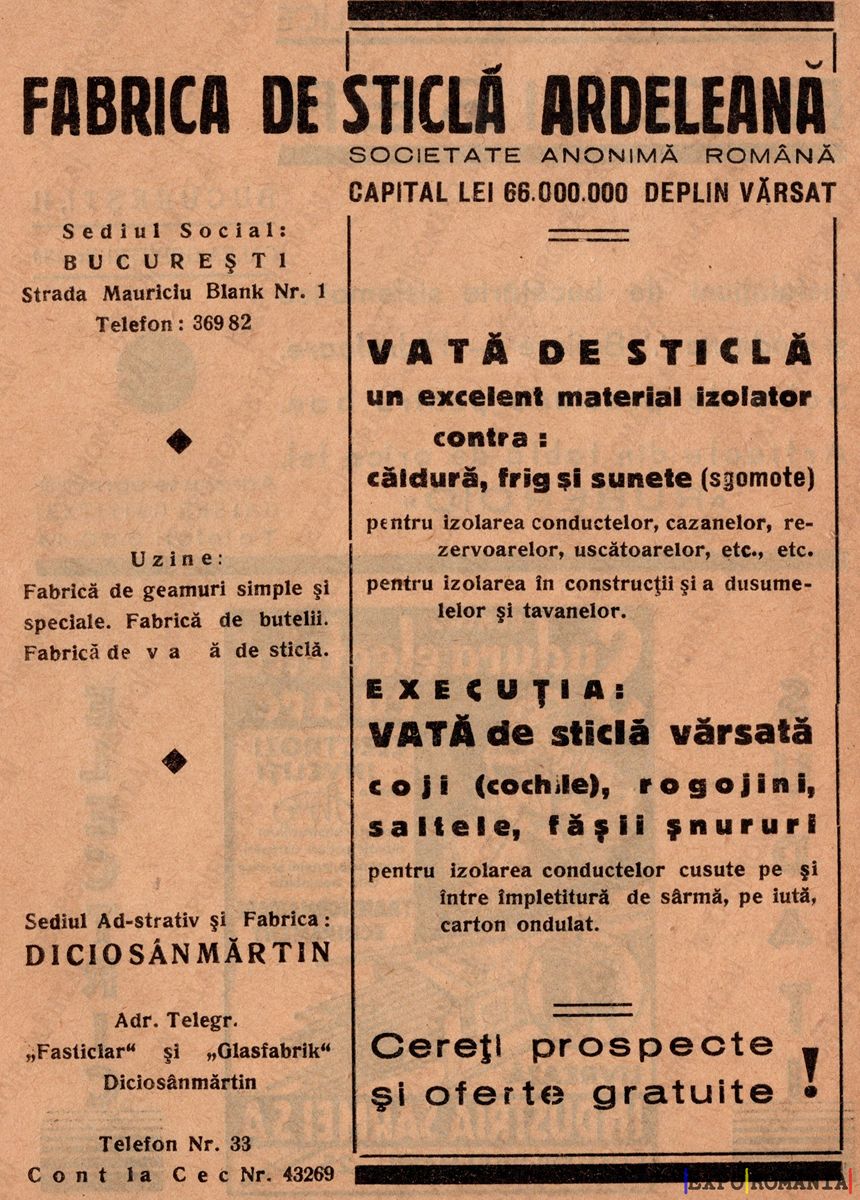 FABRICA DE STICLĂ ARDELEANĂ
SOCIETATE ANONIMĂ ROMÂNĂ
CAPITAL LEI 66.000.000 DEPLIN VĂRSAT
Sediul Social:
BUCUREŞTI
Strada Mauriciu Blank Nr. 1
Telefon: 36982
Uzine:
Fabrică de geamuri simple şi
speciale. Fabrică de butelii.
Fabrică de va ă de sticlă.
Sediul Ad-strativ şi Fabrica:
DICIOSÂNMĂRTIN
Adr. Telegr.
„Fasticlar“ şi „Glasfabrik“
Diciosânmărtin
Telefon Nr. 33
Cont la Cec Nr. 43269
VATĂ DE STICLĂ
un excelent material izolator
contra:
căldură, frig şi sunete (sgomote)
pentru izolarea conductelor, cazanelor, re-
zervoarelor, uscătoarelor, etc., etc.
pentru izolarea în construcţii şi a dusume-
lelor şi tavanelor.
EXECUŢIA:
VATĂ de sticlă vărsată
coji (cochile), rogojini,
saltele, făşii şnururi
pentru izolarea conductelor cusute pe şi
între împletitură de sârmă, pe iută,
carton ondulat.
Cereţi prospecte
şi oferte gratuite !
EXPO ROMANIA